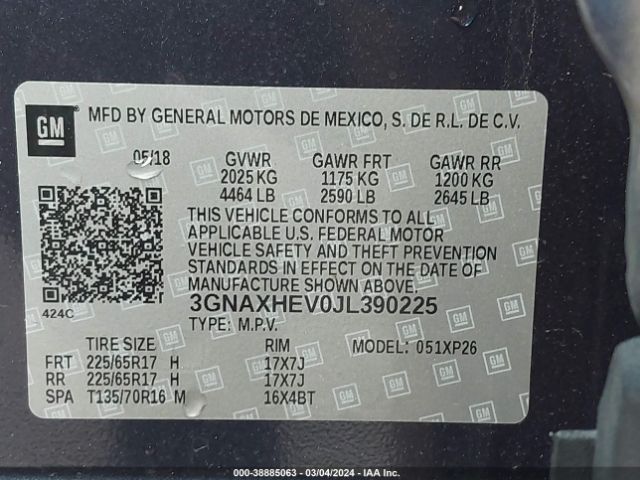 GM MFD BY GENERAL MOTORS DE MEXICO, S. DE R.L. DE C.V.
05/18 GVWR GAWR FRT GAWR RR
2025 KG 1175 KG 1200 KG
4464 LB 2590 LB 2645 LB
THIS VEHICLE CONFORMS TO ALL
APPLICABLE U.S. FEDERAL MOTOR
VEHICLE SAFETY AND THEFT PREVENTION
STANDARDS IN EFFECT ON THE DATE OF
MANUFACTURE SHOWN ABOVE.
424C 3GNAXHEV0JL390225
TYPE: M.P.V.
TIRE SIZE RIM MODEL: 051XP26
FRT 225/65R17 H 17X7J
RR 225/65R17 H 17X7J
SPA T135/70R16 M 16X4BT
000-38885063 — 03/04/2024 — IAA Inc.